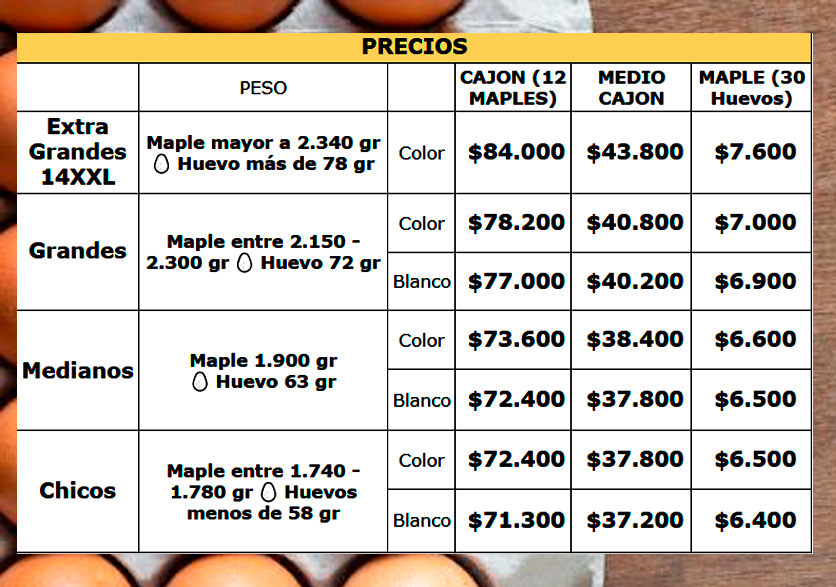 PRECIOS
PESO
CAJON (12
MAPLES)
MEDIO
CAJON
MAPLE (30
Huevos)
Extra
Grandes
14XXL
Maple mayor a 2.340 gr
Huevo más de 78 gr
Color
$84.000
$43.800
$7.600
Grandes
Maple entre 2.150 -
2.300 gr Huevo 72 gr
Color
$78.200
$40.800
$7.000
Blanco
$77.000
$40.200
$6.900
Medianos
Maple 1.900 gr
Huevo 63 gr
Color
$73.600
$38.400
$6.600
Blanco
$72.400
$37.800
$6.500
Chicos
Maple entre 1.740 -
1.780 gr Huevos
menos de 58 gr
Color
$72.400
$37.800
$6.500
Blanco
$71.300
$37.200
$6.400